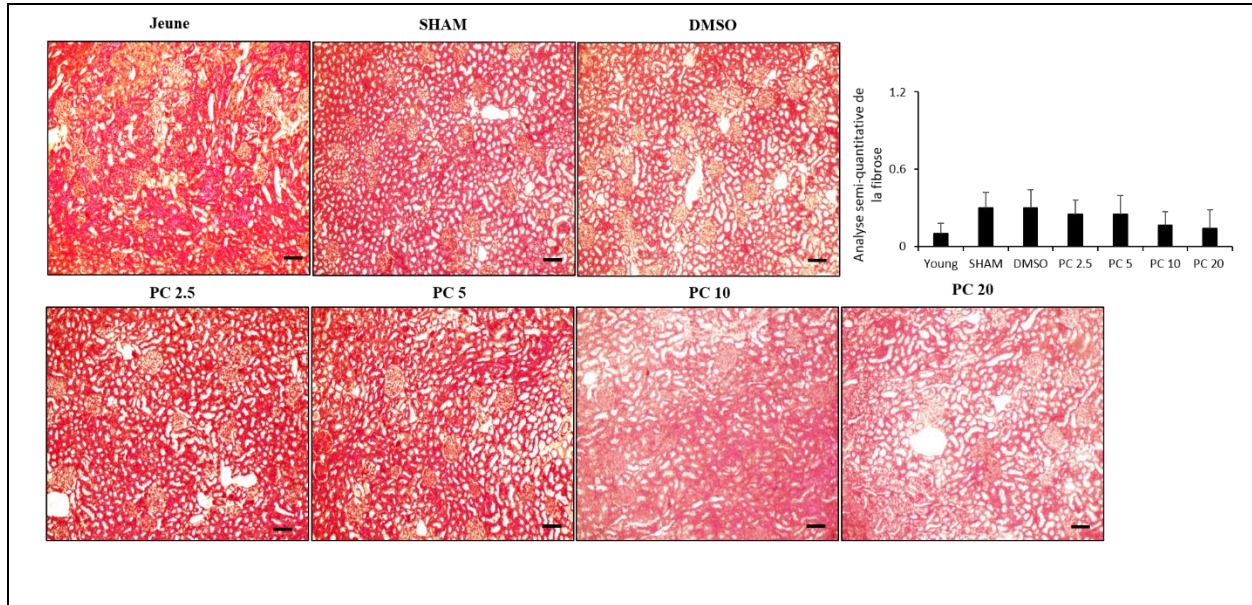 Jeune
SHAM
DMSO
Analyse semi-quantitative de
la fibrose
1.2
0.6
0
Young SHAM DMSO PC 2.5 PC 5 PC 10 PC 20
PC 2.5
PC 5
PC 10
PC 20